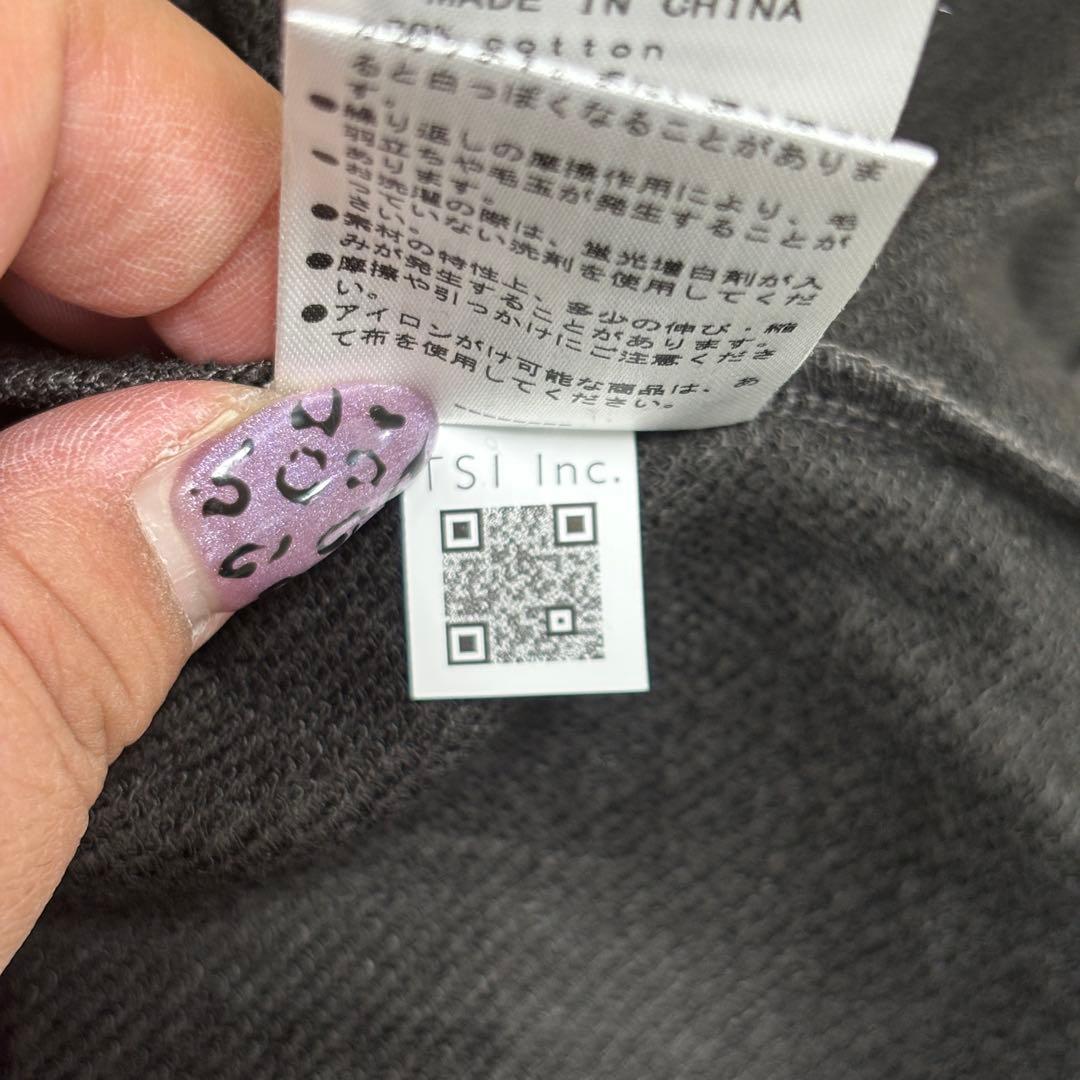 MADE IN CHINA
cotton
ると白っぽくなることがありま
す。
●繰り返しの摩擦作用により、毛
羽立ちや毛玉が発生することが
あります。
●お洗濯の際は、蛍光増白剤が入
っていない洗剤を使用してくだ
さい。
●素材の特性上、多少の伸び・縮
みが発生することがあります。
●摩擦や引っかけにご注意くださ
い。
●アイロンがけ可能な商品は、あ
て布を使用してください。
TSI Inc.